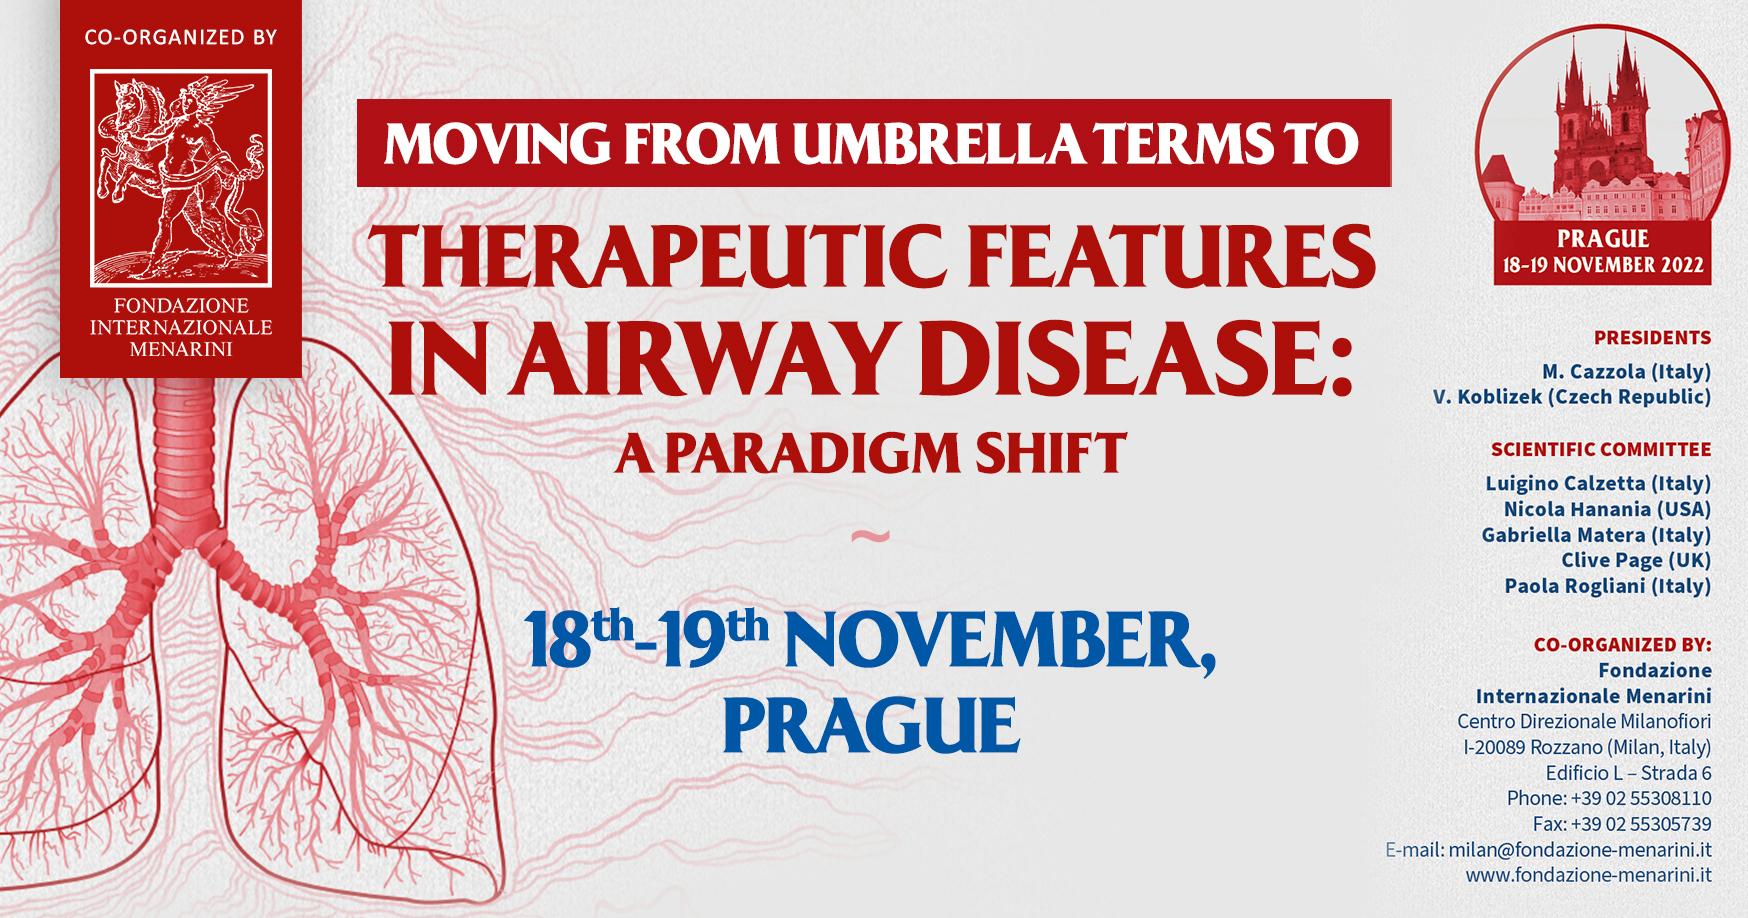 CO-ORGANIZED BY
FONDAZIONE
INTERNAZIONALE
MENARINI
MOVING FROM UMBRELLA TERMS TO
THERAPEUTIC FEATURES
IN AIRWAY DISEASE:
A PARADIGM SHIFT
~
18th-19th NOVEMBER,
PRAGUE
PRAGUE
18-19 NOVEMBER 2022
PRESIDENTS
M. Cazzola (Italy)
V. Koblizek (Czech Republic)
SCIENTIFIC COMMITTEE
Luigino Calzetta (Italy)
Nicola Hanania (USA)
Gabriella Matera (Italy)
Clive Page (UK)
Paola Rogliani (Italy)
CO-ORGANIZED BY:
Fondazione
Internazionale Menarini
Centro Direzionale Milanofiori
I-20089 Rozzano (Milan, Italy)
Edificio L – Strada 6
Phone: +39 02 55308110
Fax: +39 02 55305739
E-mail: milan@fondazione-menarini.it
www.fondazione-menarini.it